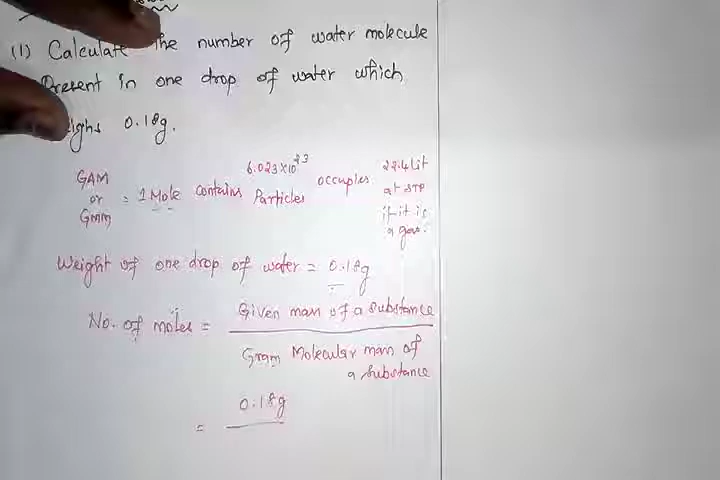 (1) Calculate the number of water molecule
Present in one drop of water which
weighs 0.18g.
GAM or GMM = 1 Mole contains 6.023×10²³ Particles occupies 22.4 lit at STP if it is a gas.
Weight of one drop of water = 0.18g
No. of moles = Given mass of a substance
Gram Molecular mass of
a substance
= 0.18g